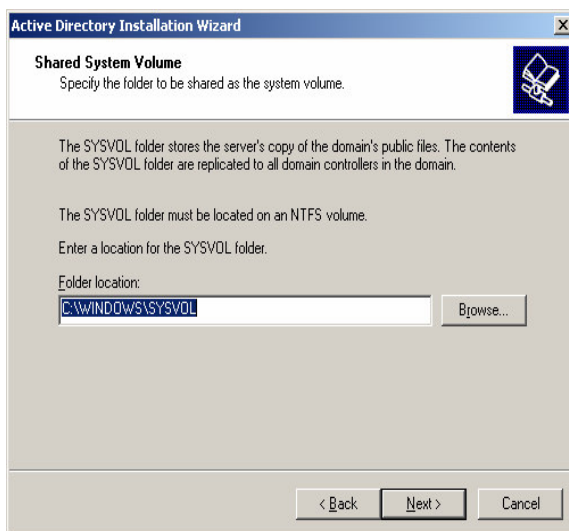 Active Directory Installation Wizard
Shared System Volume
Specify the folder to be shared as the system volume.
The SYSVOL folder stores the server's copy of the domain's public files. The contents
of the SYSVOL folder are replicated to all domain controllers in the domain.
The SYSVOL folder must be located on an NTFS volume.
Enter a location for the SYSVOL folder.
Folder location:
C:\WINDOWS\SYSVOL
Browse...
< Back
Next >
Cancel